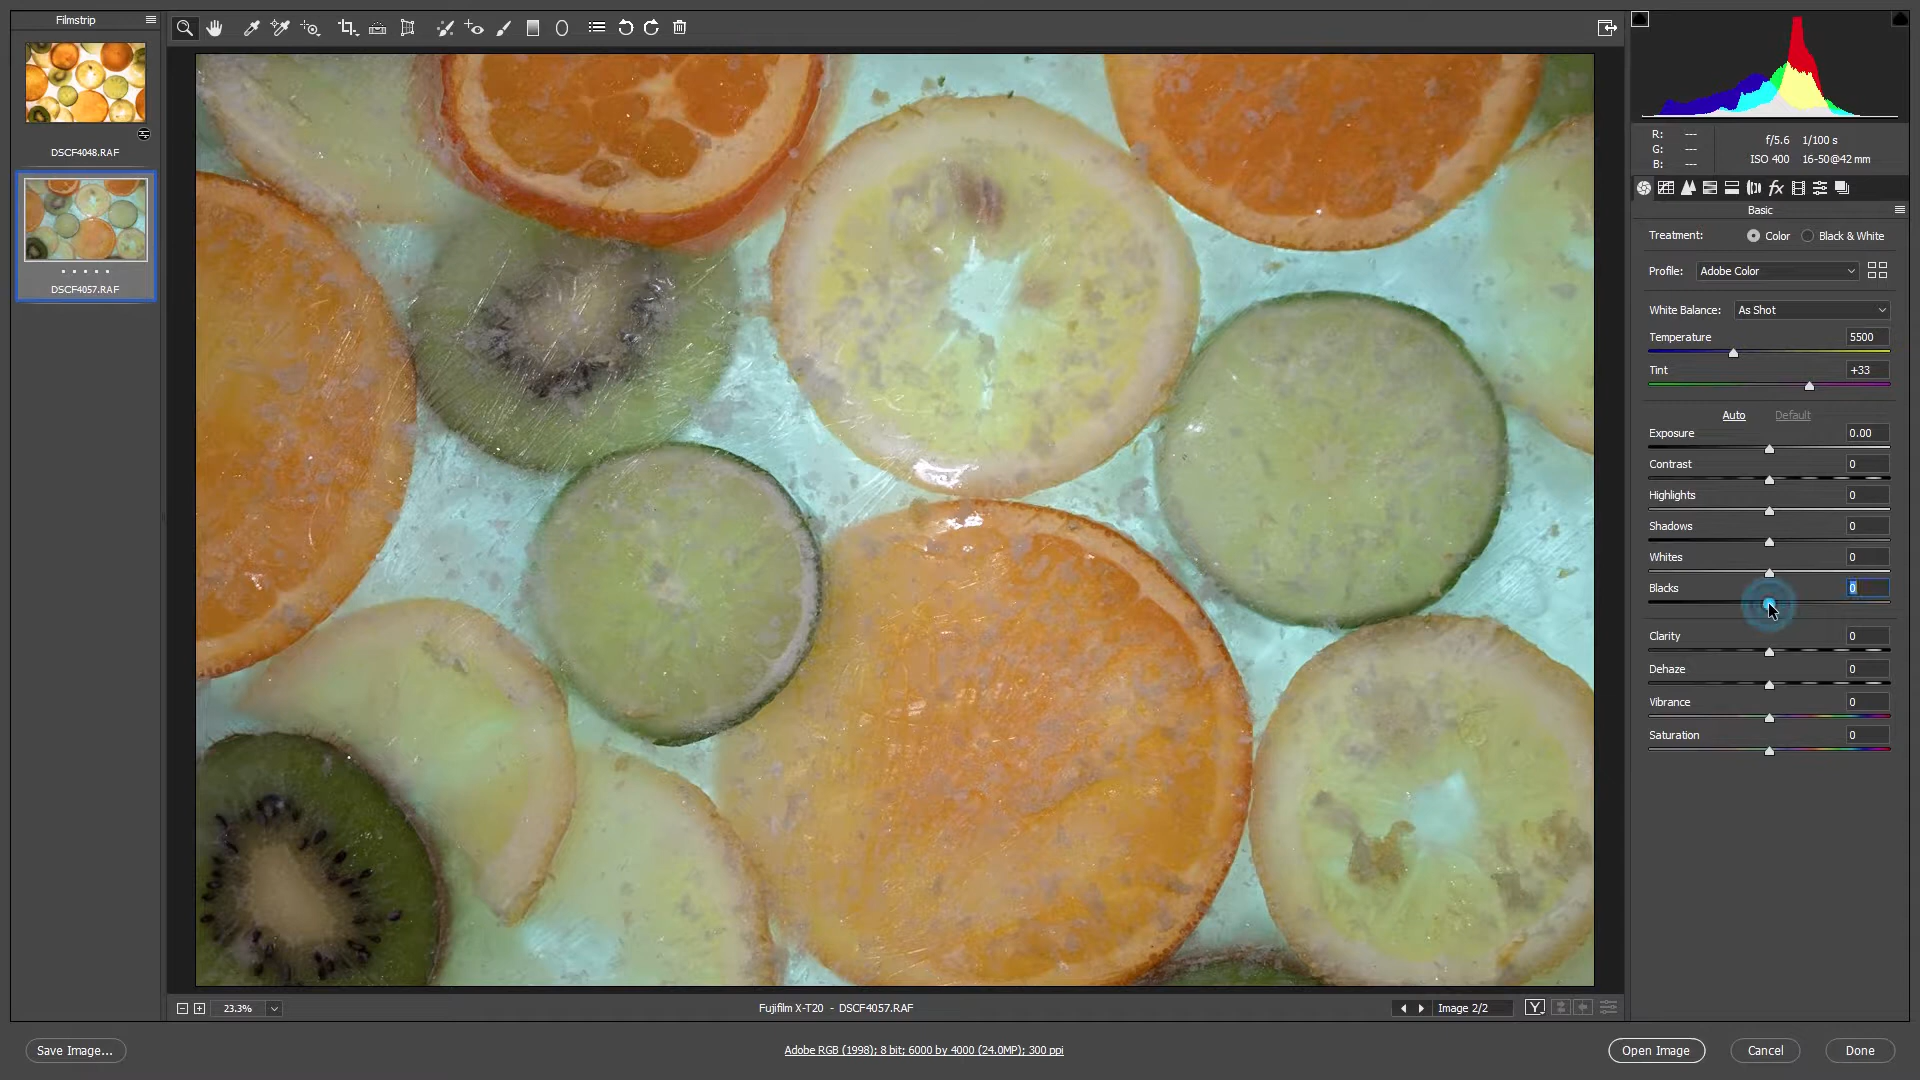 Filmstrip
DSCF4048.RAF
DSCF4057.RAF
R: ---
G: ---
B: ---
f/5.6 1/100 s
ISO 400 16-50@42 mm
fx
Basic
Treatment: Color Black & White
Profile: Adobe Color
White Balance: As Shot
Temperature 5500
Tint +33
Auto Default
Exposure 0.00
Contrast 0
Highlights 0
Shadows 0
Whites 0
Blacks 0
Clarity 0
Dehaze 0
Vibrance 0
Saturation 0
23.3%
Fujifilm X-T20 - DSCF4057.RAF
Image 2/2
Y
Save Image...
Adobe RGB (1998); 8 bit; 6000 by 4000 (24.0MP); 300 ppi
Open Image
Cancel
Done